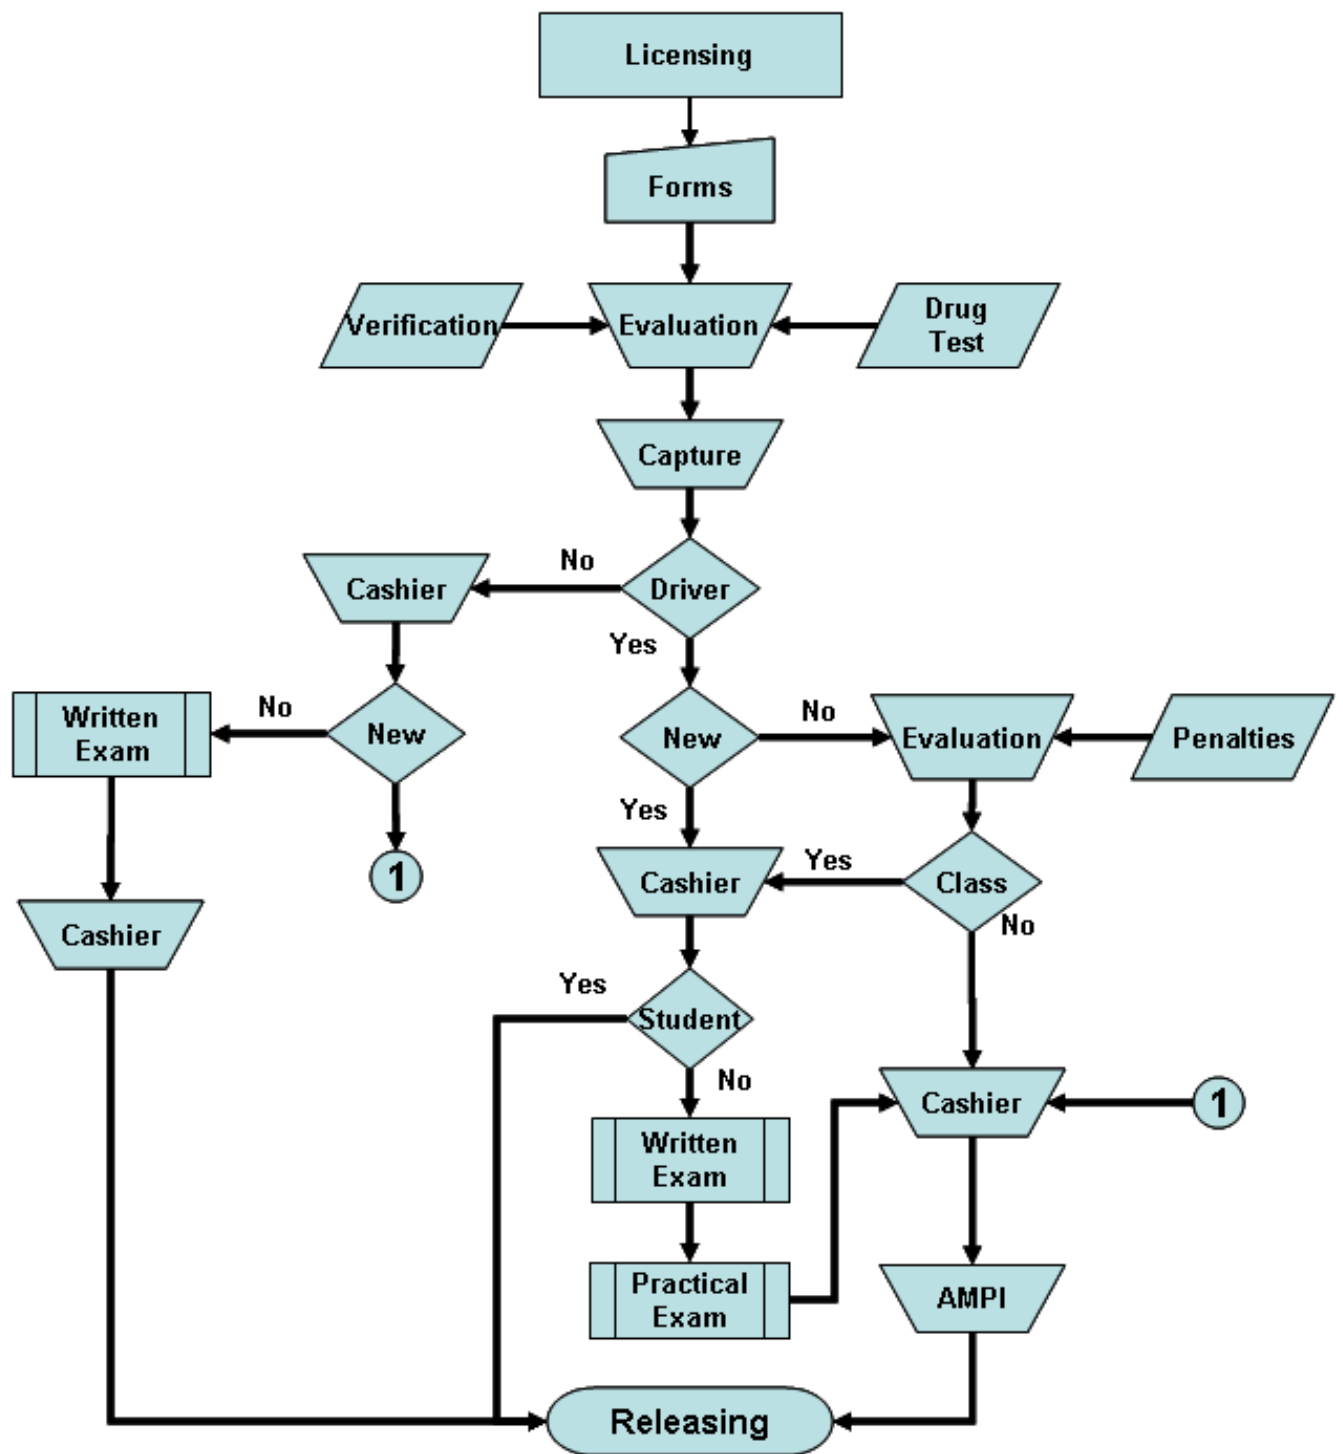 Licensing
Forms
Verification
Evaluation
Drug
Test
Capture
No
Cashier
Driver
Yes
Written
Exam
No
New
New
No
Evaluation
Penalties
Yes
1
Cashier
Yes
Class
No
Cashier
Yes
Student
No
Cashier
1
Written
Exam
Practical
Exam
AMPI
Releasing